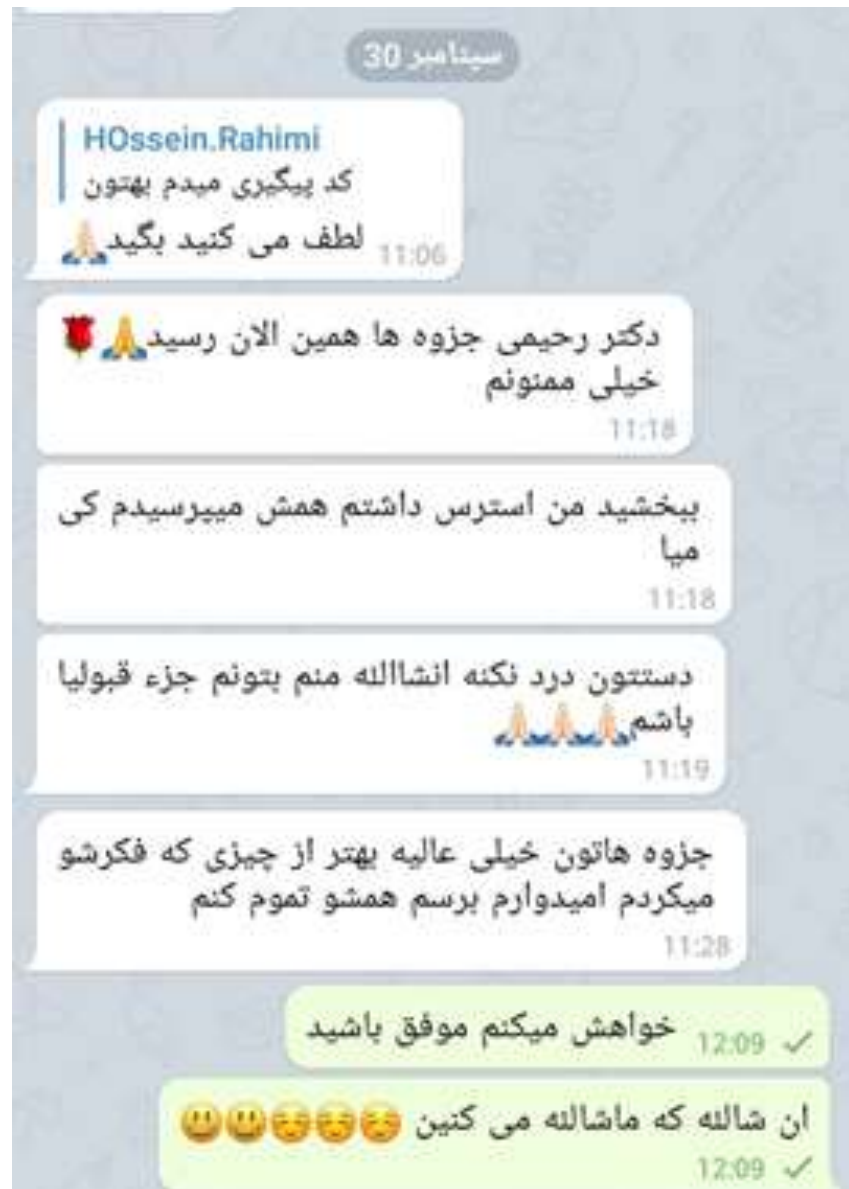 سپتامبر 30
HOssein.Rahimi
کد پیگیری میدم بهتون
لطف می کنید بگید🙏🏻 11:06
دکتر رحیمی جزوه ها همین الان رسید🙏🌹
خیلی ممنونم
11:18
ببخشید من استرس داشتم همش میپرسیدم کی
میا
11:18
دستتون درد نکنه انشاالله منم بتونم جزء قبولیا
باشم🙏🏻🙏🏻🙏🏻
11:19
جزوه هاتون خیلی عالیه بهتر از چیزی که فکرشو
میکردم امیدوارم برسم همشو تموم کنم
11:28
خواهش میکنم موفق باشید 12:09 ✓
ان شالله که ماشالله می کنین ☺️☺️☺️😃😃
12:09 ✓